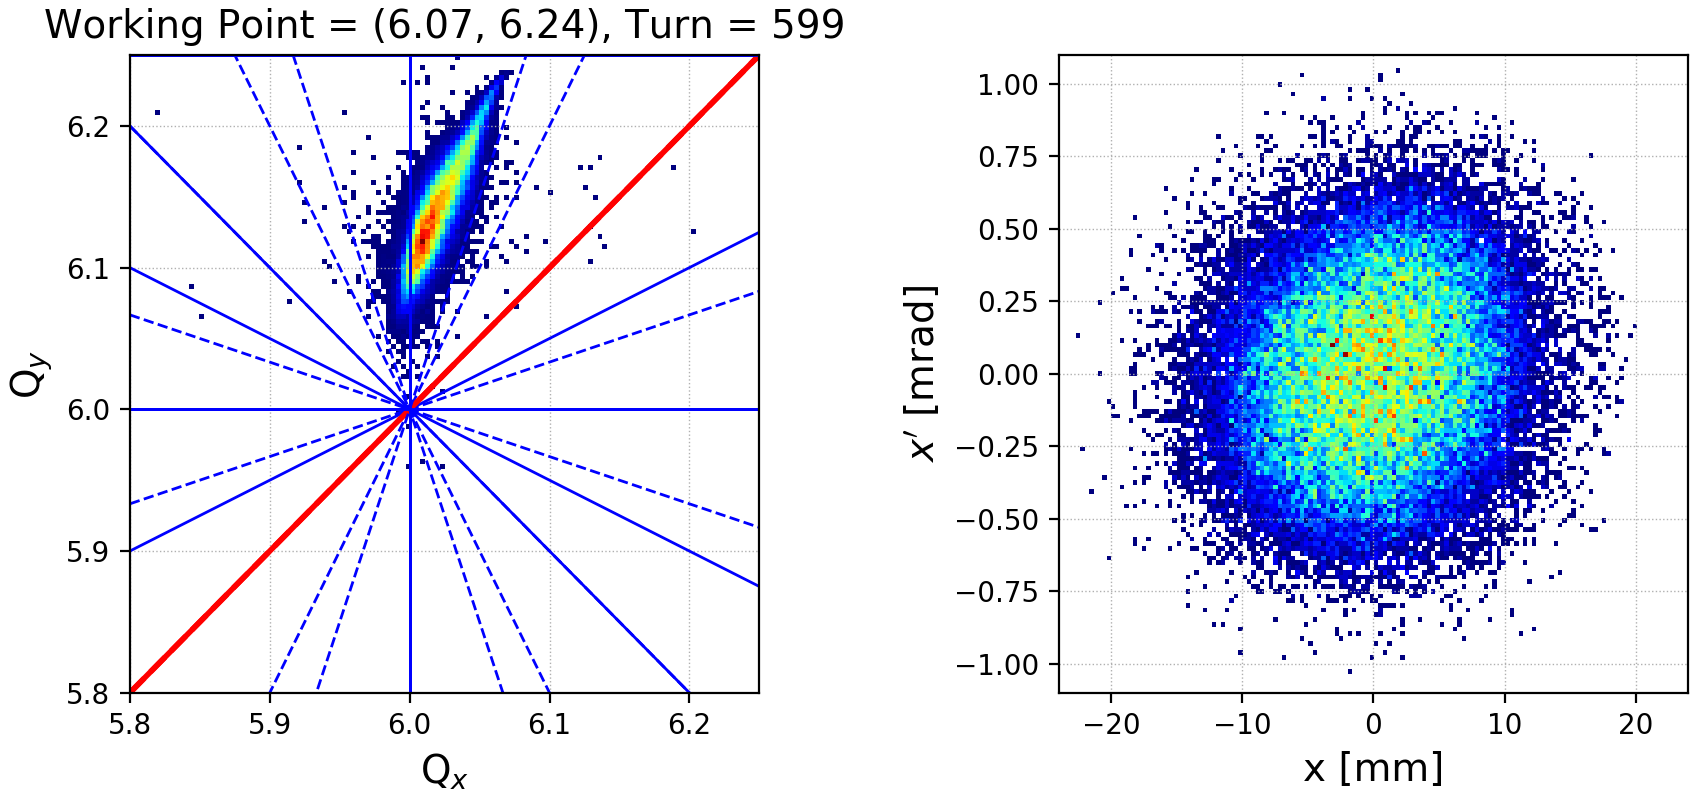 Working Point = (6.07, 6.24), Turn = 599
6.2
6.1
6.0
5.9
5.8
Q_y
5.8 5.9 6.0 6.1 6.2
Q_x
1.00
0.75
0.50
0.25
0.00
−0.25
−0.50
−0.75
−1.00
x′ [mrad]
−20 −10 0 10 20
x [mm]